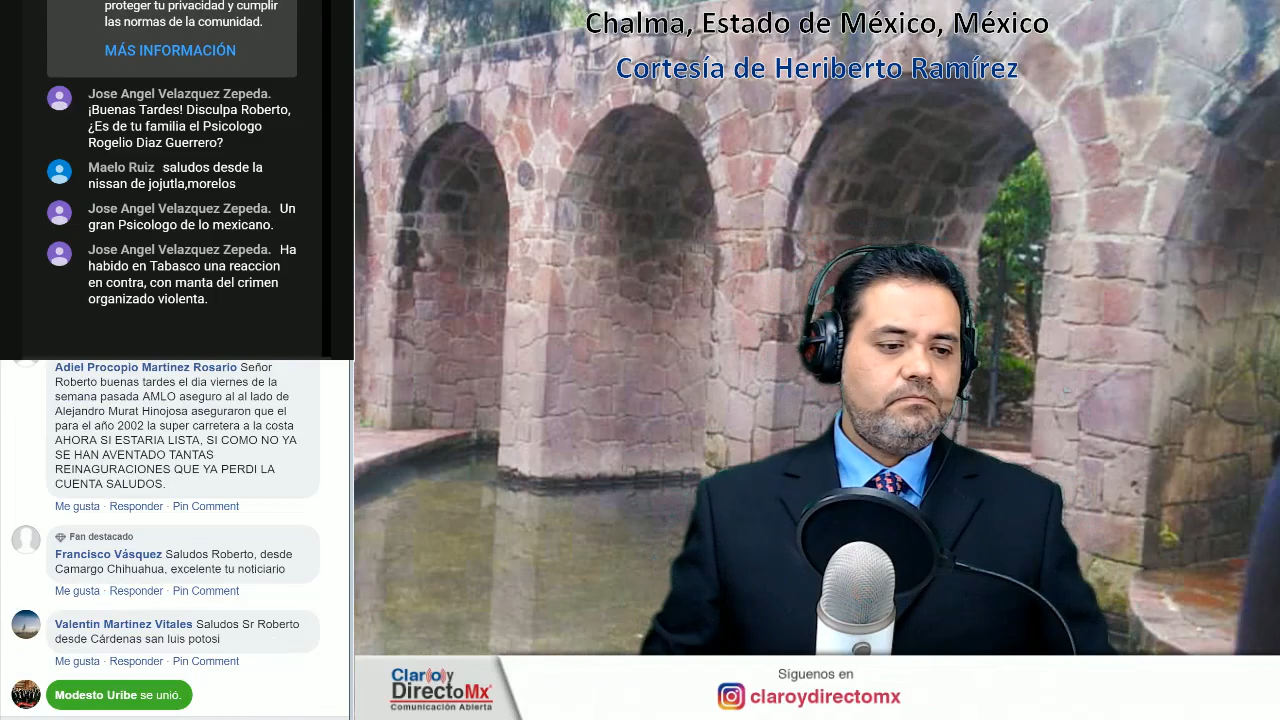 proteger tu privacidad y cumplir
las normas de la comunidad.
MÁS INFORMACIÓN
Jose Angel Velazquez Zepeda.
¡Buenas Tardes! Disculpa Roberto,
¿Es de tu familia el Psicologo
Rogelio Diaz Guerrero?
Maelo Ruiz saludos desde la
nissan de jojutla,morelos
Jose Angel Velazquez Zepeda. Un
gran Psicologo de lo mexicano.
Jose Angel Velazquez Zepeda. Ha
habido en Tabasco una reaccion
en contra, con manta del crimen
organizado violenta.
Adiel Procopio Martinez Rosario Señor
Roberto buenas tardes el dia viernes de la
semana pasada AMLO aseguro al al lado de
Alejandro Murat Hinojosa aseguraron que el
para el año 2002 la super carretera a la costa
AHORA SI ESTARIA LISTA, SI COMO NO YA
SE HAN AVENTADO TANTAS
REINAGURACIONES QUE YA PERDI LA
CUENTA SALUDOS.
Me gusta · Responder · Pin Comment
Fan destacado
Francisco Vásquez Saludos Roberto, desde
Camargo Chihuahua, excelente tu noticiario
Me gusta · Responder · Pin Comment
Valentin Martinez Vitales Saludos Sr Roberto
desde Cárdenas san luis potosi
Me gusta · Responder · Pin Comment
Modesto Uribe se unió.
Chalma, Estado de México, México
Cortesía de Heriberto Ramírez
Claroy
DirectoMx
Comunicación Abierta
Síguenos en
claroydirectomx